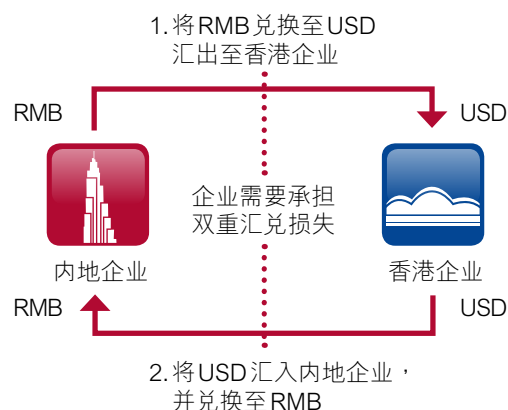 1.将RMB兑换至USD
汇出至香港企业
RMB
USD
企业需要承担
双重汇兑损失
内地企业
香港企业
RMB
USD
2.将USD汇入内地企业，
并兑换至RMB